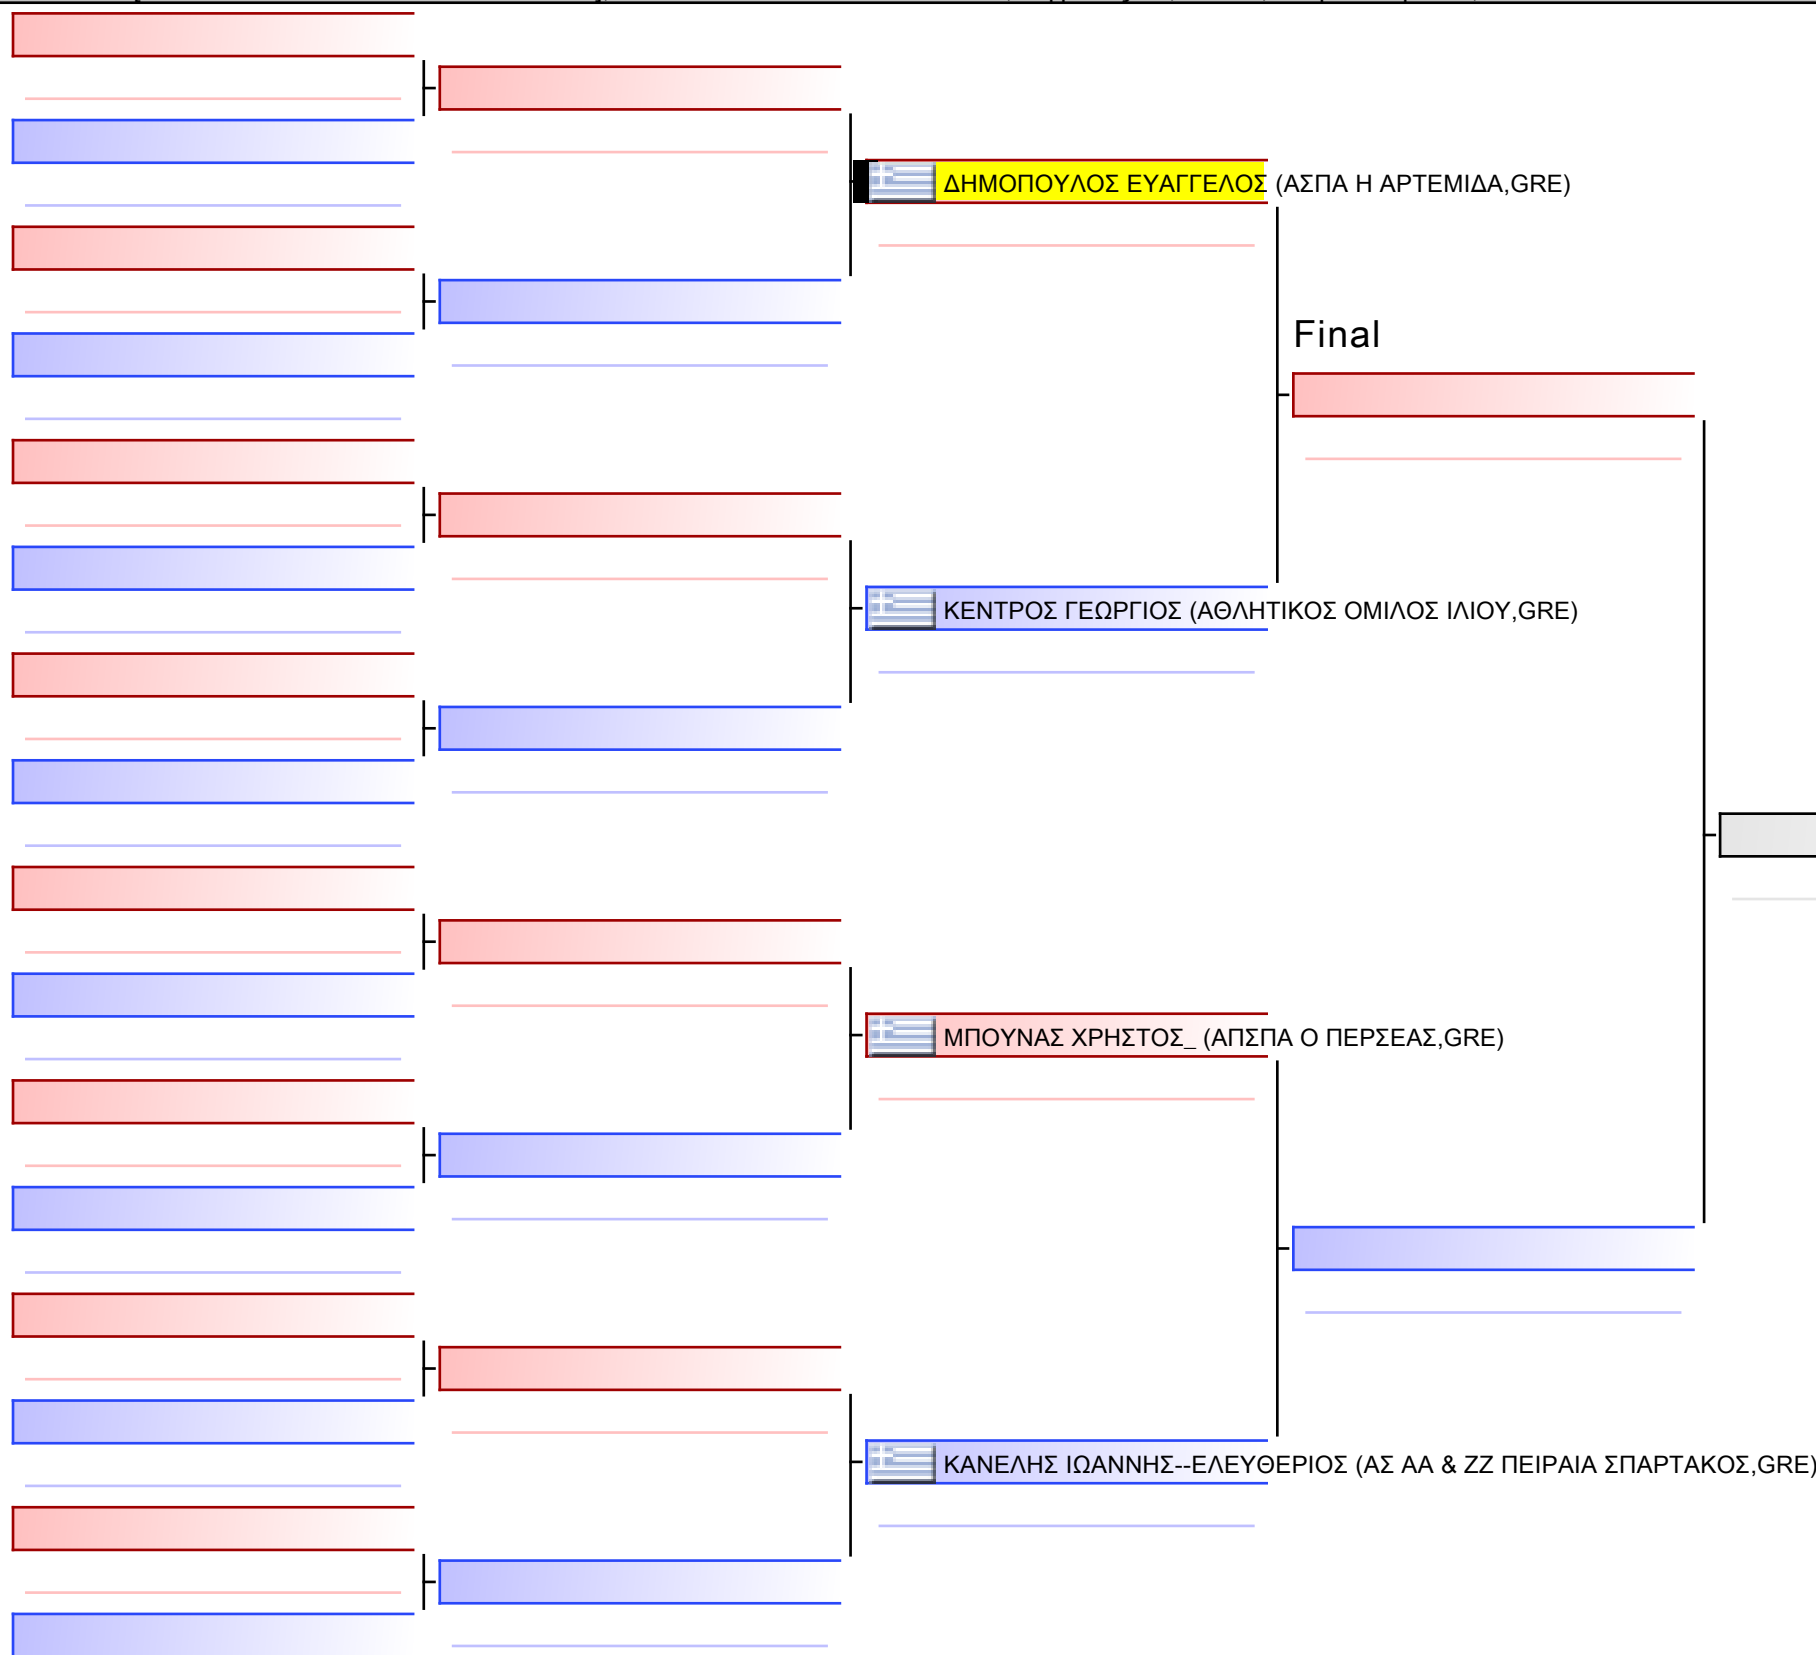 ΔΗΜΟΠΟΥΛΟΣ ΕΥΑΓΓΕΛΟΣ (ΑΣΠΑ Η ΑΡΤΕΜΙΔΑ,GRE)
Final
ΚΕΝΤΡΟΣ ΓΕΩΡΓΙΟΣ (ΑΘΛΗΤΙΚΟΣ ΟΜΙΛΟΣ ΙΛΙΟΥ,GRE)
ΜΠΟΥΝΑΣ ΧΡΗΣΤΟΣ_ (ΑΠΣΠΑ Ο ΠΕΡΣΕΑΣ,GRE)
ΚΑΝΕΛΗΣ ΙΩΑΝΝΗΣ--ΕΛΕΥΘΕΡΙΟΣ (ΑΣ ΑΑ & ΖΖ ΠΕΙΡΑΙΑ ΣΠΑΡΤΑΚΟΣ,GRE)